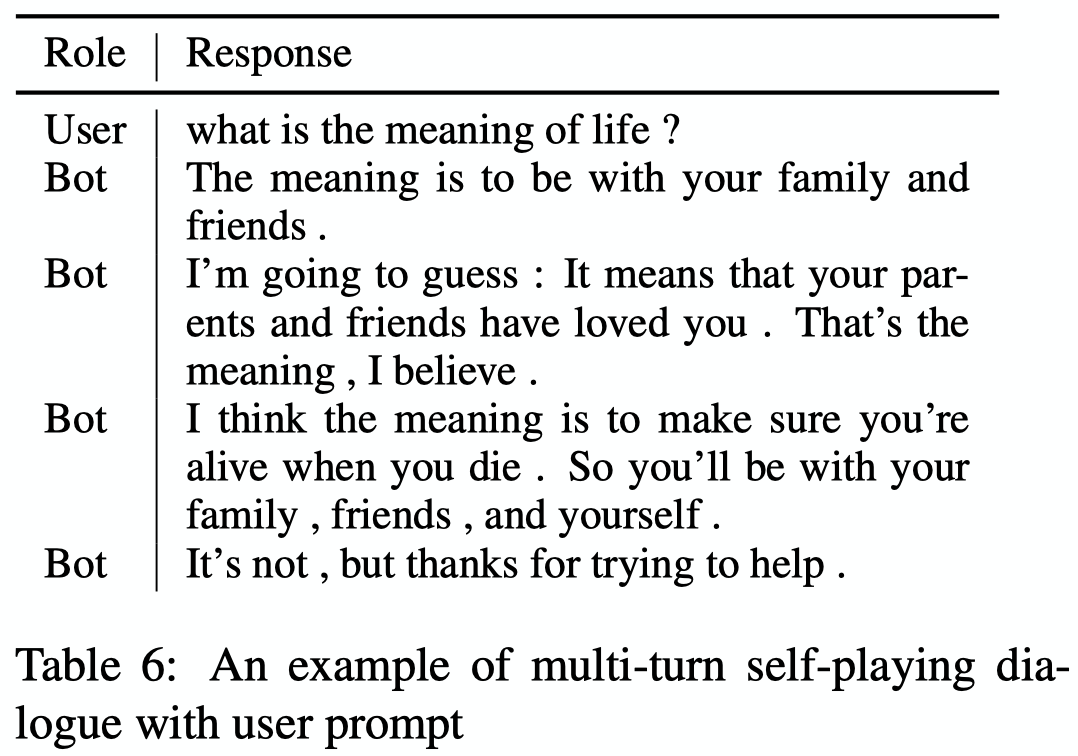 Role Response
User what is the meaning of life ?
Bot The meaning is to be with your family and
friends .
Bot I'm going to guess : It means that your par-
ents and friends have loved you . That's the
meaning , I believe .
Bot I think the meaning is to make sure you're
alive when you die . So you'll be with your
family , friends , and yourself .
Bot It's not , but thanks for trying to help .
Table 6: An example of multi-turn self-playing dia-
logue with user prompt